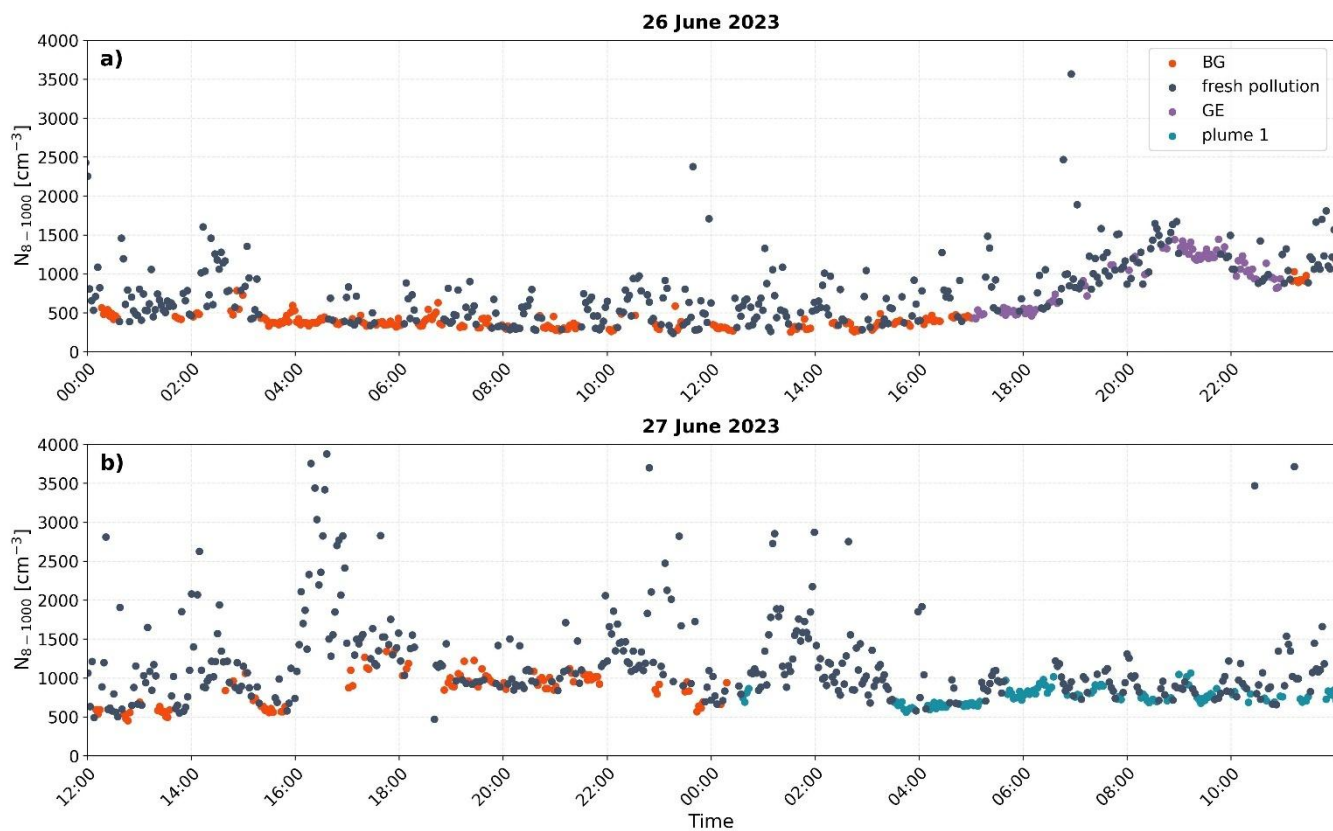 26 June 2023
a)
BG
fresh pollution
GE
plume 1
N8−1000 [cm−3]
4000
3500
3000
2500
2000
1500
1000
500
0
00:00 02:00 04:00 06:00 08:00 10:00 12:00 14:00 16:00 18:00 20:00 22:00
27 June 2023
b)
N8−1000 [cm−3]
4000
3500
3000
2500
2000
1500
1000
500
0
12:00 14:00 16:00 18:00 20:00 22:00 00:00 02:00 04:00 06:00 08:00 10:00
Time